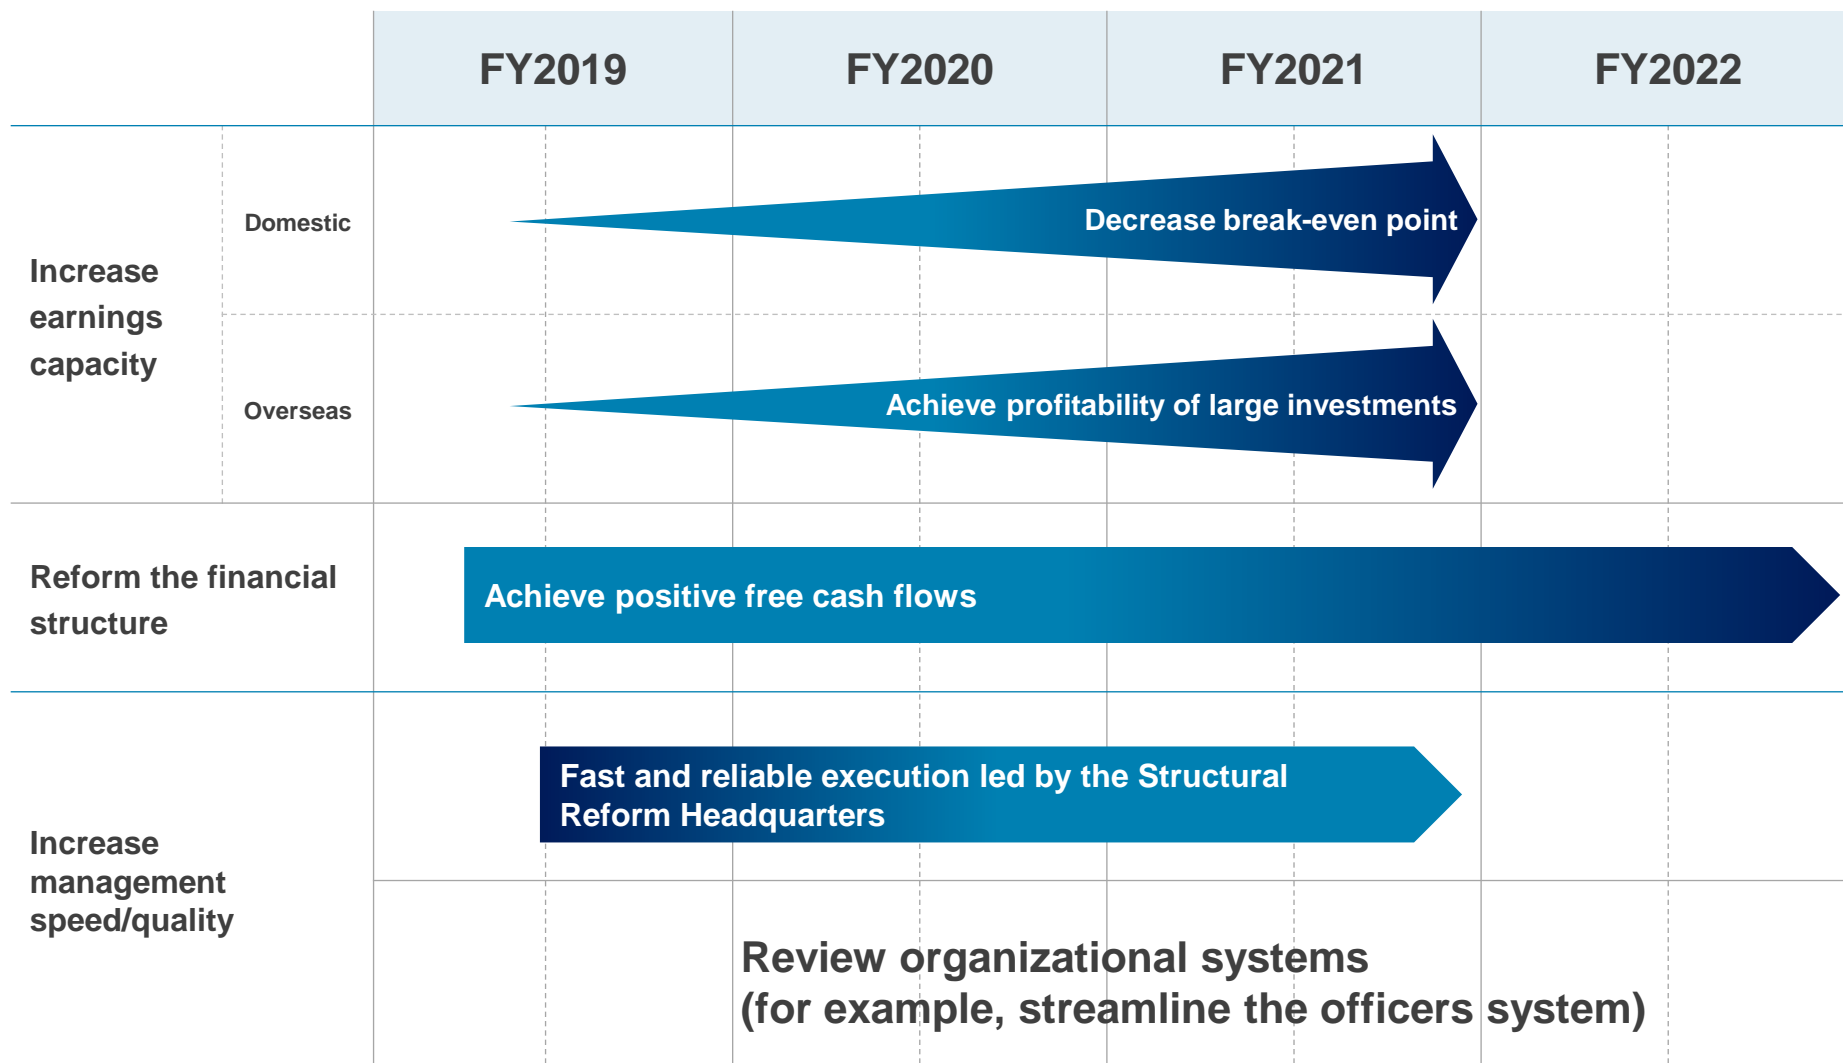 FY2019 FY2020 FY2021 FY2022
Increase
earnings
capacity
Domestic
Decrease break-even point
Overseas
Achieve profitability of large investments
Reform the financial
structure
Achieve positive free cash flows
Increase
management
speed/quality
Fast and reliable execution led by the Structural
Reform Headquarters
Review organizational systems
(for example, streamline the officers system)